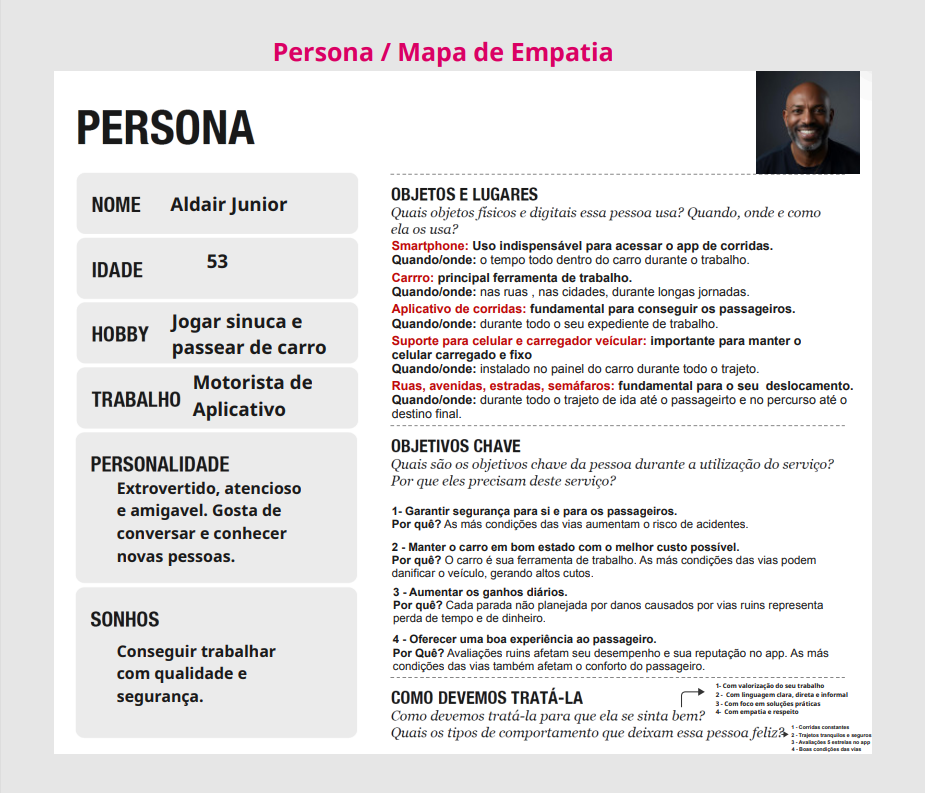 Persona / Mapa de Empatia
PERSONA
NOME Aldair Junior
IDADE 53
HOBBY Jogar sinuca e
passear de carro
TRABALHO Motorista de
Aplicativo
PERSONALIDADE
Extrovertido, atencioso
e amigavel. Gosta de
conversar e conhecer
novas pessoas.
SONHOS
Conseguir trabalhar
com qualidade e
segurança.
OBJETOS E LUGARES
Quais objetos físicos e digitais essa pessoa usa? Quando, onde e como
ela os usa?
Smartphone: Uso indispensável para acessar o app de corridas.
Quando/onde: o tempo todo dentro do carro durante o trabalho.
Carrro: principal ferramenta de trabalho.
Quando/onde: nas ruas , nas cidades, durante longas jornadas.
Aplicativo de corridas: fundamental para conseguir os passageiros.
Quando/onde: durante todo o seu expediente de trabalho.
Suporte para celular e carregador veícular: importante para manter o
celular carregado e fixo
Quando/onde: instalado no painel do carro durante todo o trajeto.
Ruas, avenidas, estradas, semáfaros: fundamental para o seu deslocamento.
Quando/onde: durante todo o trajeto de ida até o passageirto e no percurso até o
destino final.
OBJETIVOS CHAVE
Quais são os objetivos chave da pessoa durante a utilização do serviço?
Por que eles precisam deste serviço?
1- Garantir segurança para si e para os passageiros.
Por quê? As más condições das vias aumentam o risco de acidentes.
2 - Manter o carro em bom estado com o melhor custo possível.
Por quê? O carro é sua ferramenta de trabalho. As más condições das vias podem
danificar o veículo, gerando altos cutos.
3 - Aumentar os ganhos diários.
Por quê? Cada parada não planejada por danos causados por vias ruins representa
perda de tempo e de dinheiro.
4 - Oferecer uma boa experiência ao passageiro.
Por Quê? Avaliações ruins afetam seu desempenho e sua reputação no app. As más
condições das vias também afetam o conforto do passageiro.
COMO DEVEMOS TRATÁ-LA
Como devemos tratá-la para que ela se sinta bem?
1- Com valorização do seu trabalho
2 - Com linguagem clara, direta e informal
3 - Com foco em soluções práticas
4- Com empatia e respeito
Quais os tipos de comportamento que deixam essa pessoa feliz?
1 - Corridas constantes
2 - Trajetos tranquilos e seguros
3 - Avaliações 5 estrelas no app
4 - Boas condições das vias